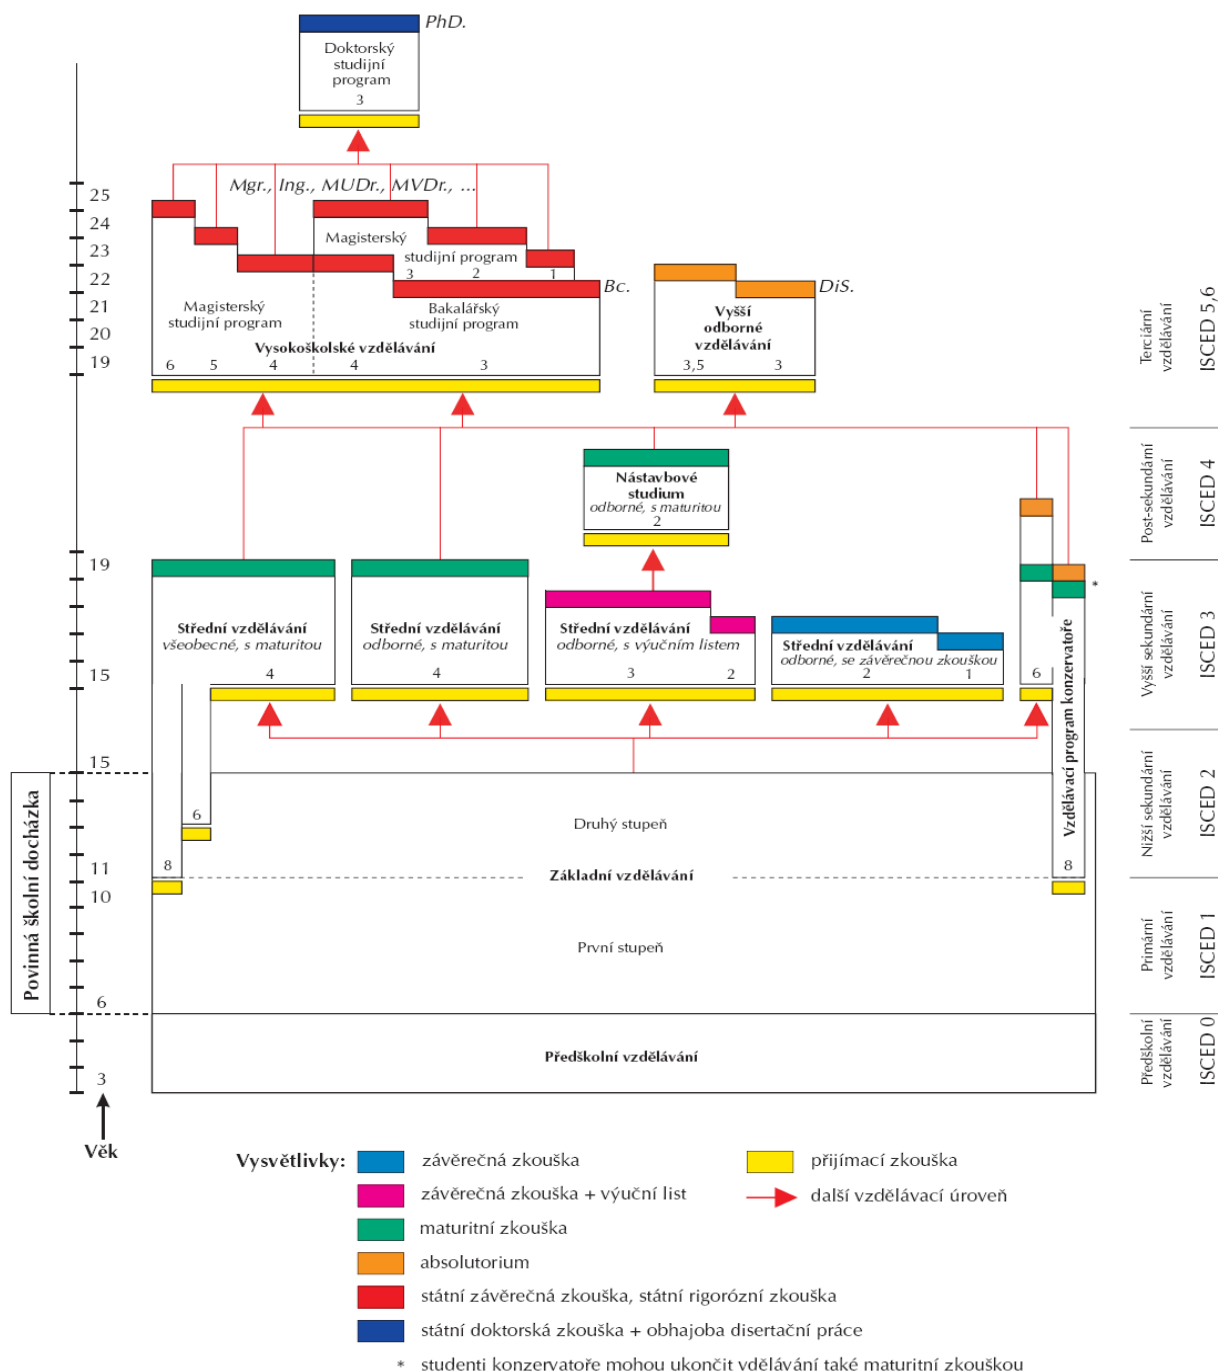 PhD.
Doktorský
studijní
program
3
Mgr., Ing., MUDr., MVDr., ...
25
24
23
22
21
20
19
Magisterský
studijní program
3
2
1
Bc.
DiS.
Magisterský
studijní program
Bakalářský
studijní program
Vysokoškolské vzdělávání
6
5
4
4
3
Vyšší
odborné
vzdělávání
3,5
3
Terciární
vzdělávání
ISCED 5,6
Nástavbové
studium
odborné, s maturitou
2
Post-sekundární
vzdělávání
ISCED 4
19
15
Střední vzdělávání
všeobecné, s maturitou
4
Střední vzdělávání
odborné, s maturitou
4
Střední vzdělávání
odborné, s výučním listem
3
2
Střední vzdělávání
odborné, se závěrečnou zkouškou
2
1
6
*
Vzdělávací program konzervatoře
8
Vyšší sekundární
vzdělávání
ISCED 3
15
11
10
6
3
Povinná školní docházka
6
8
Druhý stupeň
Základní vzdělávání
První stupeň
Předškolní vzdělávání
Nižší sekundární
vzdělávání
ISCED 2
Primární
vzdělávání
ISCED 1
Předškolní
vzdělávání
ISCED 0
Věk
Vysvětlivky:
závěrečná zkouška
závěrečná zkouška + výuční list
maturitní zkouška
absolutorium
státní závěrečná zkouška, státní rigorózní zkouška
státní doktorská zkouška + obhajoba disertační práce
* studenti konzervatoře mohou ukončit vdělávání také maturitní zkouškou
přijímací zkouška
další vzdělávací úroveň